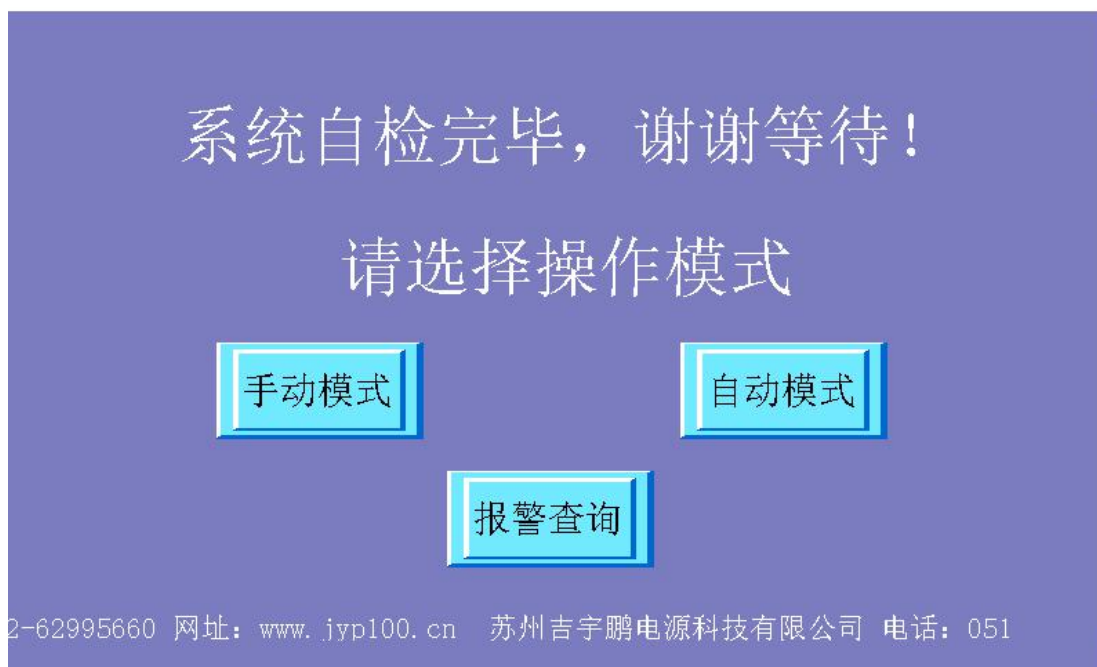 系统自检完毕，谢谢等待！
请选择操作模式
手动模式
自动模式
报警查询
2-62995660 网址：www.jyp100.cn 苏州吉宇鹏电源科技有限公司 电话：051